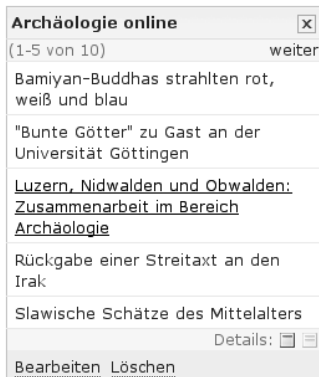 Archäologie online x
(1-5 von 10) weiter
Bamiyan-Buddhas strahlten rot,
weiß und blau
"Bunte Götter" zu Gast an der
Universität Göttingen
Luzern, Nidwalden und Obwalden:
Zusammenarbeit im Bereich
Archäologie
Rückgabe einer Streitaxt an den
Irak
Slawische Schätze des Mittelalters
Details:
Bearbeiten Löschen